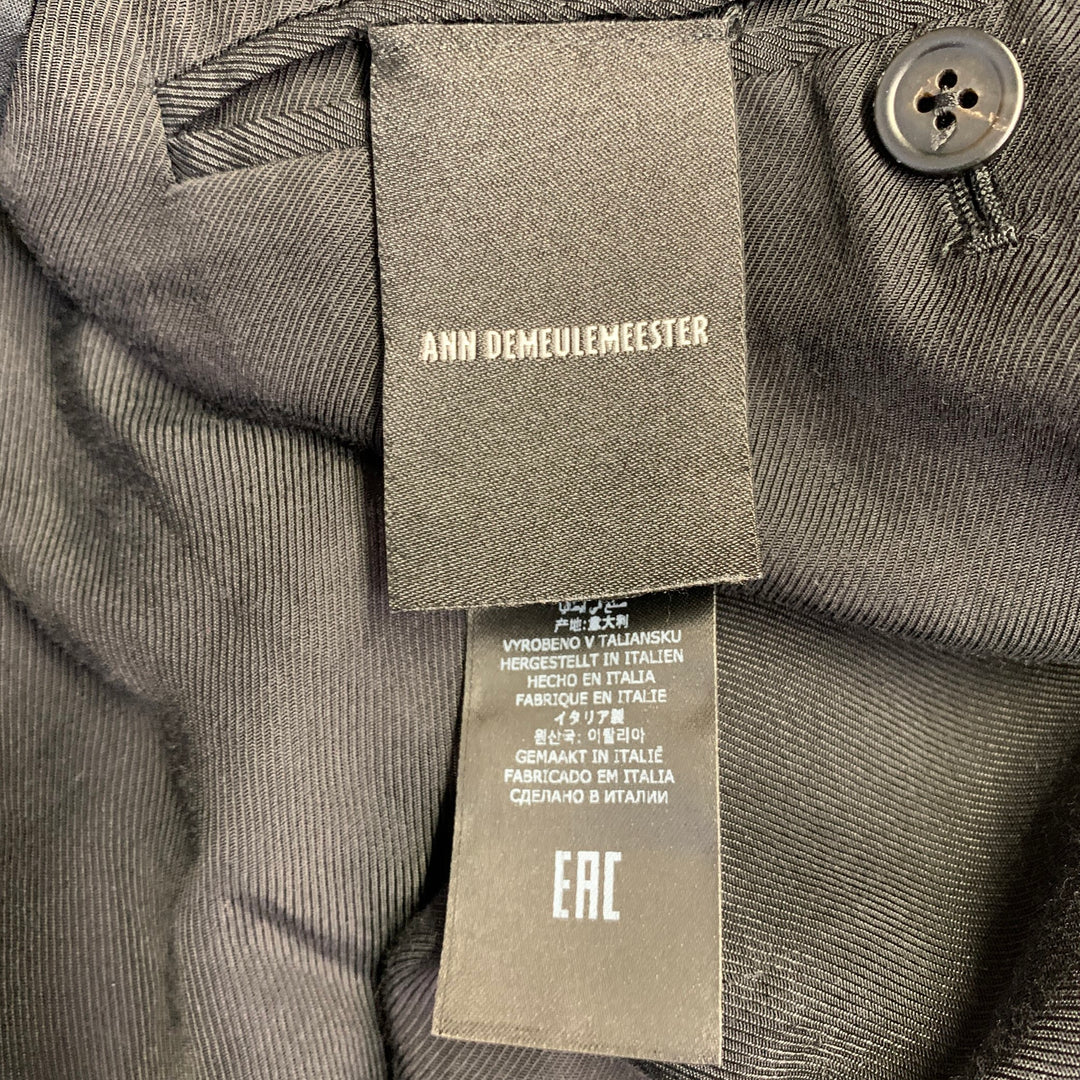 ANN DEMEULEMEESTER
صنع في إيطاليا
产地:意大利
VYROBENO V TALIANSKU
HERGESTELLT IN ITALIEN
HECHO EN ITALIA
FABRIQUE EN ITALIE
イタリア製
원산국: 이탈리아
GEMAAKT IN ITALIË
FABRICADO EM ITALIA
СДЕЛАНО В ИТАЛИИ
EAC